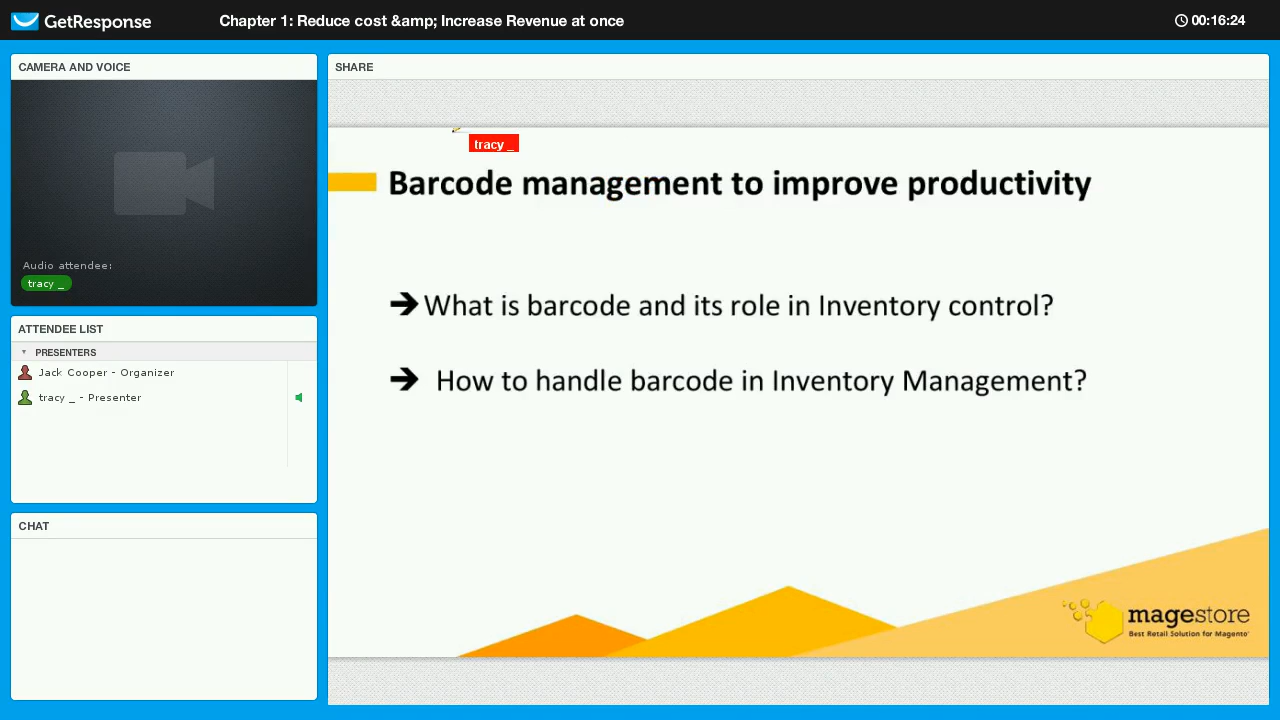 GetResponse
Chapter 1: Reduce cost &amp; Increase Revenue at once
00:16:24
CAMERA AND VOICE
Audio attendee:
tracy _
ATTENDEE LIST
PRESENTERS
Jack Cooper - Organizer
tracy _ - Presenter
CHAT
SHARE
tracy _
Barcode management to improve productivity
➔ What is barcode and its role in Inventory control?
➔ How to handle barcode in Inventory Management?
magestore
Best Retail Solution for Magento®